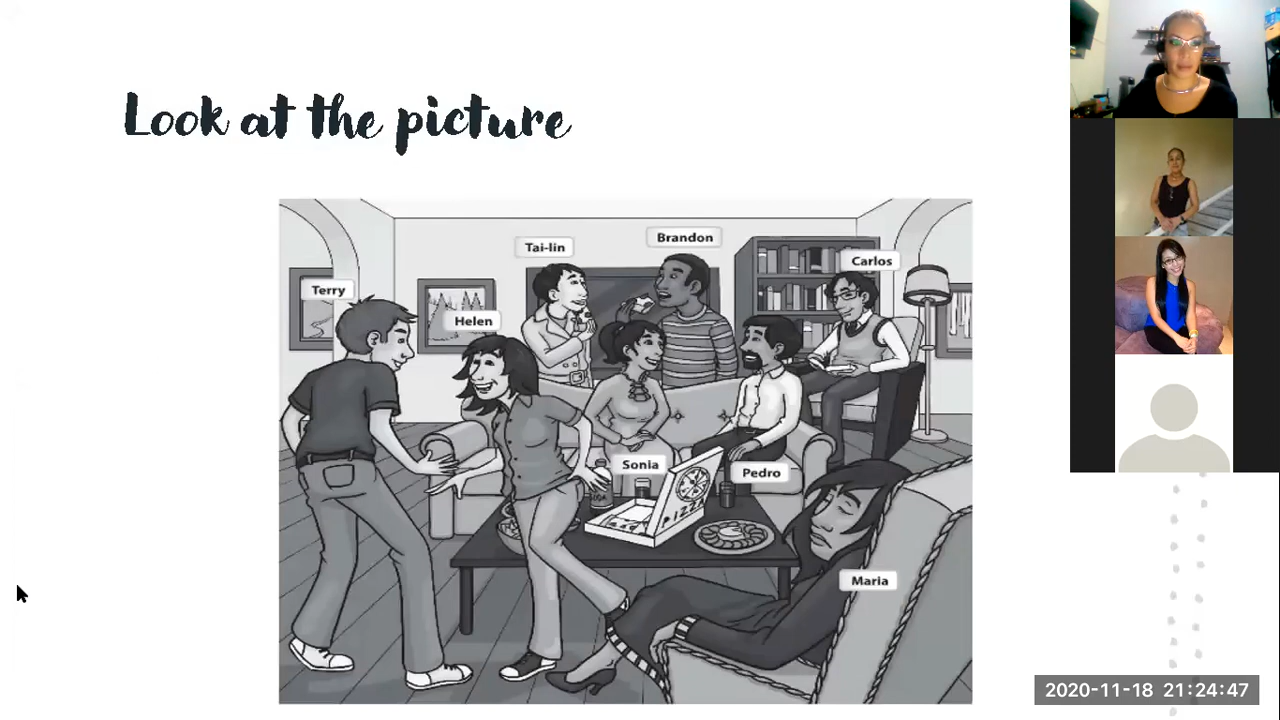 Look at the picture
Tai-lin
Brandon
Carlos
Terry
Helen
Sonia
Pedro
PIZZA
Maria
2020-11-18 21:24:47